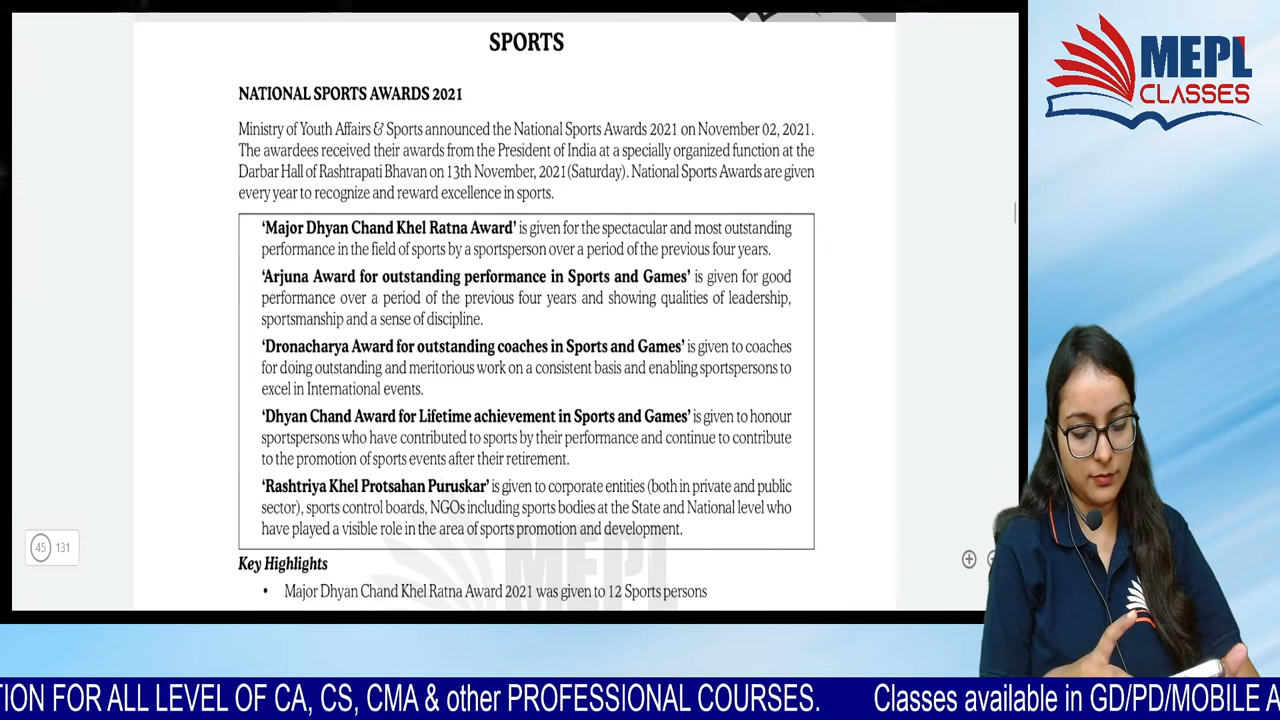 SPORTS
NATIONAL SPORTS AWARDS 2021
Ministry of Youth Affairs & Sports announced the National Sports Awards 2021 on November 02, 2021.
The awardees received their awards from the President of India at a specially organized function at the
Darbar Hall of Rashtrapati Bhavan on 13th November, 2021(Saturday). National Sports Awards are given
every year to recognize and reward excellence in sports.
‘Major Dhyan Chand Khel Ratna Award’ is given for the spectacular and most outstanding
performance in the field of sports by a sportsperson over a period of the previous four years.
‘Arjuna Award for outstanding performance in Sports and Games’ is given for good
performance over a period of the previous four years and showing qualities of leadership,
sportsmanship and a sense of discipline.
‘Dronacharya Award for outstanding coaches in Sports and Games’ is given to coaches
for doing outstanding and meritorious work on a consistent basis and enabling sportspersons to
excel in International events.
‘Dhyan Chand Award for Lifetime achievement in Sports and Games’ is given to honour
sportspersons who have contributed to sports by their performance and continue to contribute
to the promotion of sports events after their retirement.
‘Rashtriya Khel Protsahan Puruskar’ is given to corporate entities (both in private and public
sector), sports control boards, NGOs including sports bodies at the State and National level who
have played a visible role in the area of sports promotion and development.
Key Highlights
• Major Dhyan Chand Khel Ratna Award 2021 was given to 12 Sports persons
MEPL
45 131
MEPL
CLASSES
TION FOR ALL LEVEL OF CA, CS, CMA & other PROFESSIONAL COURSES. Classes available in GD/PD/MOBILE A